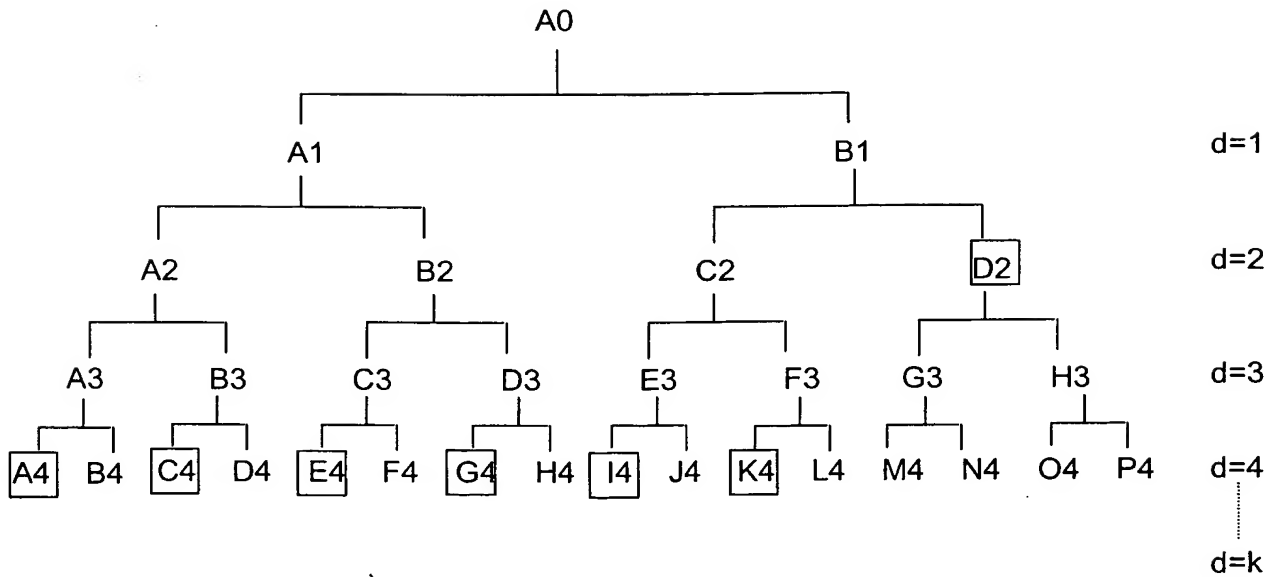 A0
A1 B1 d=1
A2 B2 C2 D2 d=2
A3 B3 C3 D3 E3 F3 G3 H3 d=3
A4 B4 C4 D4 E4 F4 G4 H4 I4 J4 K4 L4 M4 N4 O4 P4 d=4
d=k